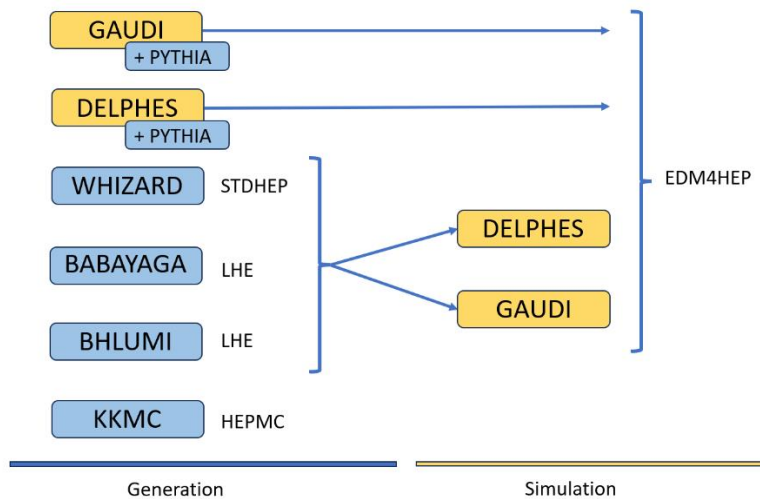 GAUDI
+ PYTHIA
DELPHES
+ PYTHIA
WHIZARD STDHEP
EDM4HEP
DELPHES
BABAYAGA LHE
GAUDI
BHLUMI LHE
KKMC HEPMC
Generation Simulation